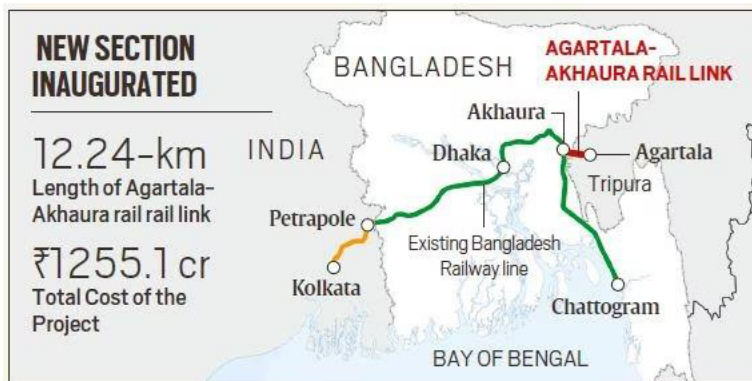 NEW SECTION
INAUGURATED
12.24-km
Length of Agartala-
Akhaura rail rail link
₹1255.1 cr
Total Cost of the
Project
BANGLADESH
AGARTALA-
AKHAURA RAIL LINK
Akhaura
INDIA
Dhaka
Agartala
Tripura
Petrapole
Existing Bangladesh
Railway line
Kolkata
Chattogram
BAY OF BENGAL